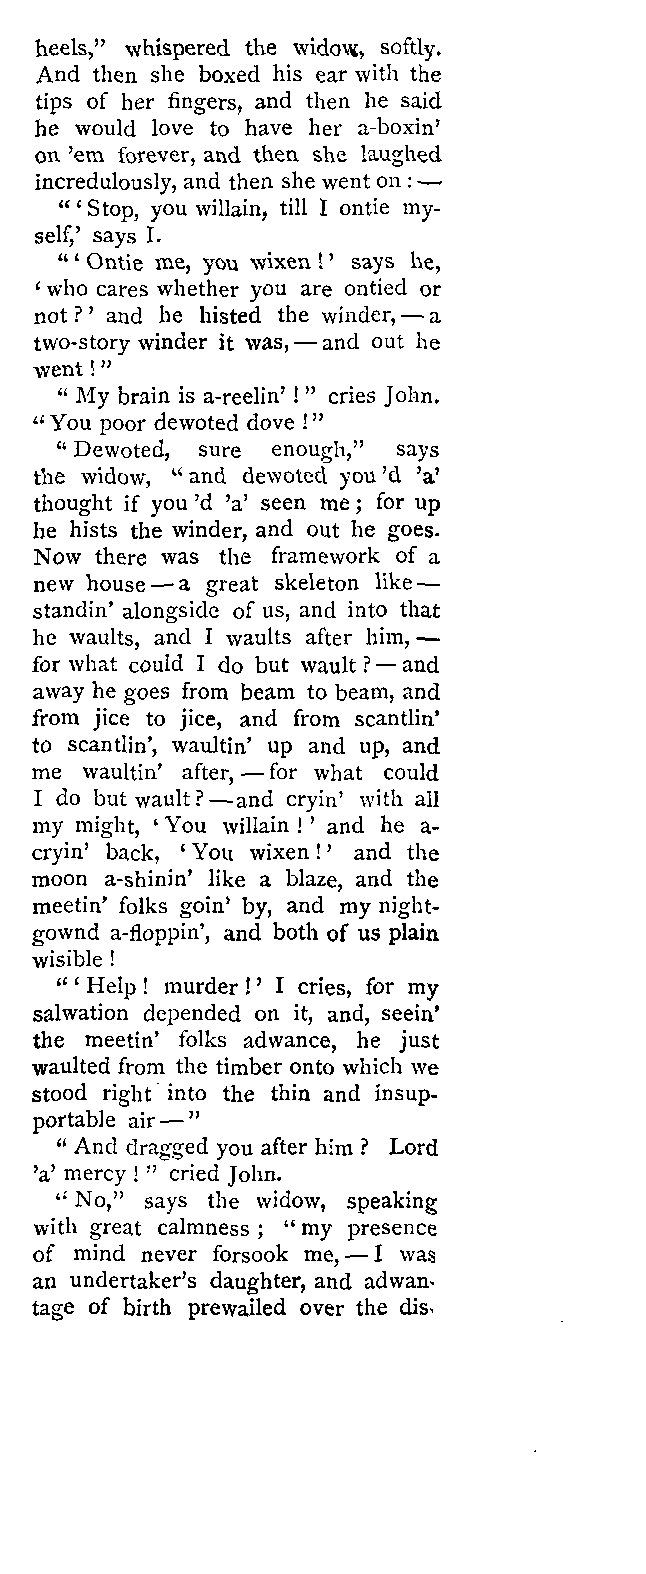 heels,” whispered the widow, softly.
And then she boxed his ear with the
tips of her fingers, and then he said
he would love to have her a-boxin’
on ’em forever, and then she laughed
incredulously, and then she went on : —
“ ‘ Stop, you willain, till I ontie my-
self,’ says I.
“ ‘ Ontie me, you wixen ! ’ says he,
‘ who cares whether you are ontied or
not ? ’ and he histed the winder, — a
two-story winder it was, — and out he
went ! ”
“ My brain is a-reelin’ ! ” cries John.
“ You poor dewoted dove ! ”
“ Dewoted, sure enough,” says
the widow, “ and dewoted you ’d ’a’
thought if you ’d ’a’ seen me ; for up
he hists the winder, and out he goes.
Now there was the framework of a
new house — a great skeleton like —
standin’ alongside of us, and into that
he waults, and I waults after him, —
for what could I do but wault ? — and
away he goes from beam to beam, and
from jice to jice, and from scantlin’
to scantlin’, waultin’ up and up, and
me waultin’ after, — for what could
I do but wault ? — and cryin’ with all
my might, ‘ You willain ! ’ and he a-
cryin’ back, ‘ You wixen ! ’ and the
moon a-shinin’ like a blaze, and the
meetin’ folks goin’ by, and my night-
gownd a-floppin’, and both of us plain
wisible !
“ ‘ Help ! murder ! ’ I cries, for my
salwation depended on it, and, seein’
the meetin’ folks adwance, he just
waulted from the timber onto which we
stood right into the thin and insup-
portable air — ”
“ And dragged you after him ? Lord
’a’ mercy ! ” cried John.
“ No,” says the widow, speaking
with great calmness ; “ my presence
of mind never forsook me, — I was
an undertaker’s daughter, and adwan-
tage of birth prewailed over the dis-